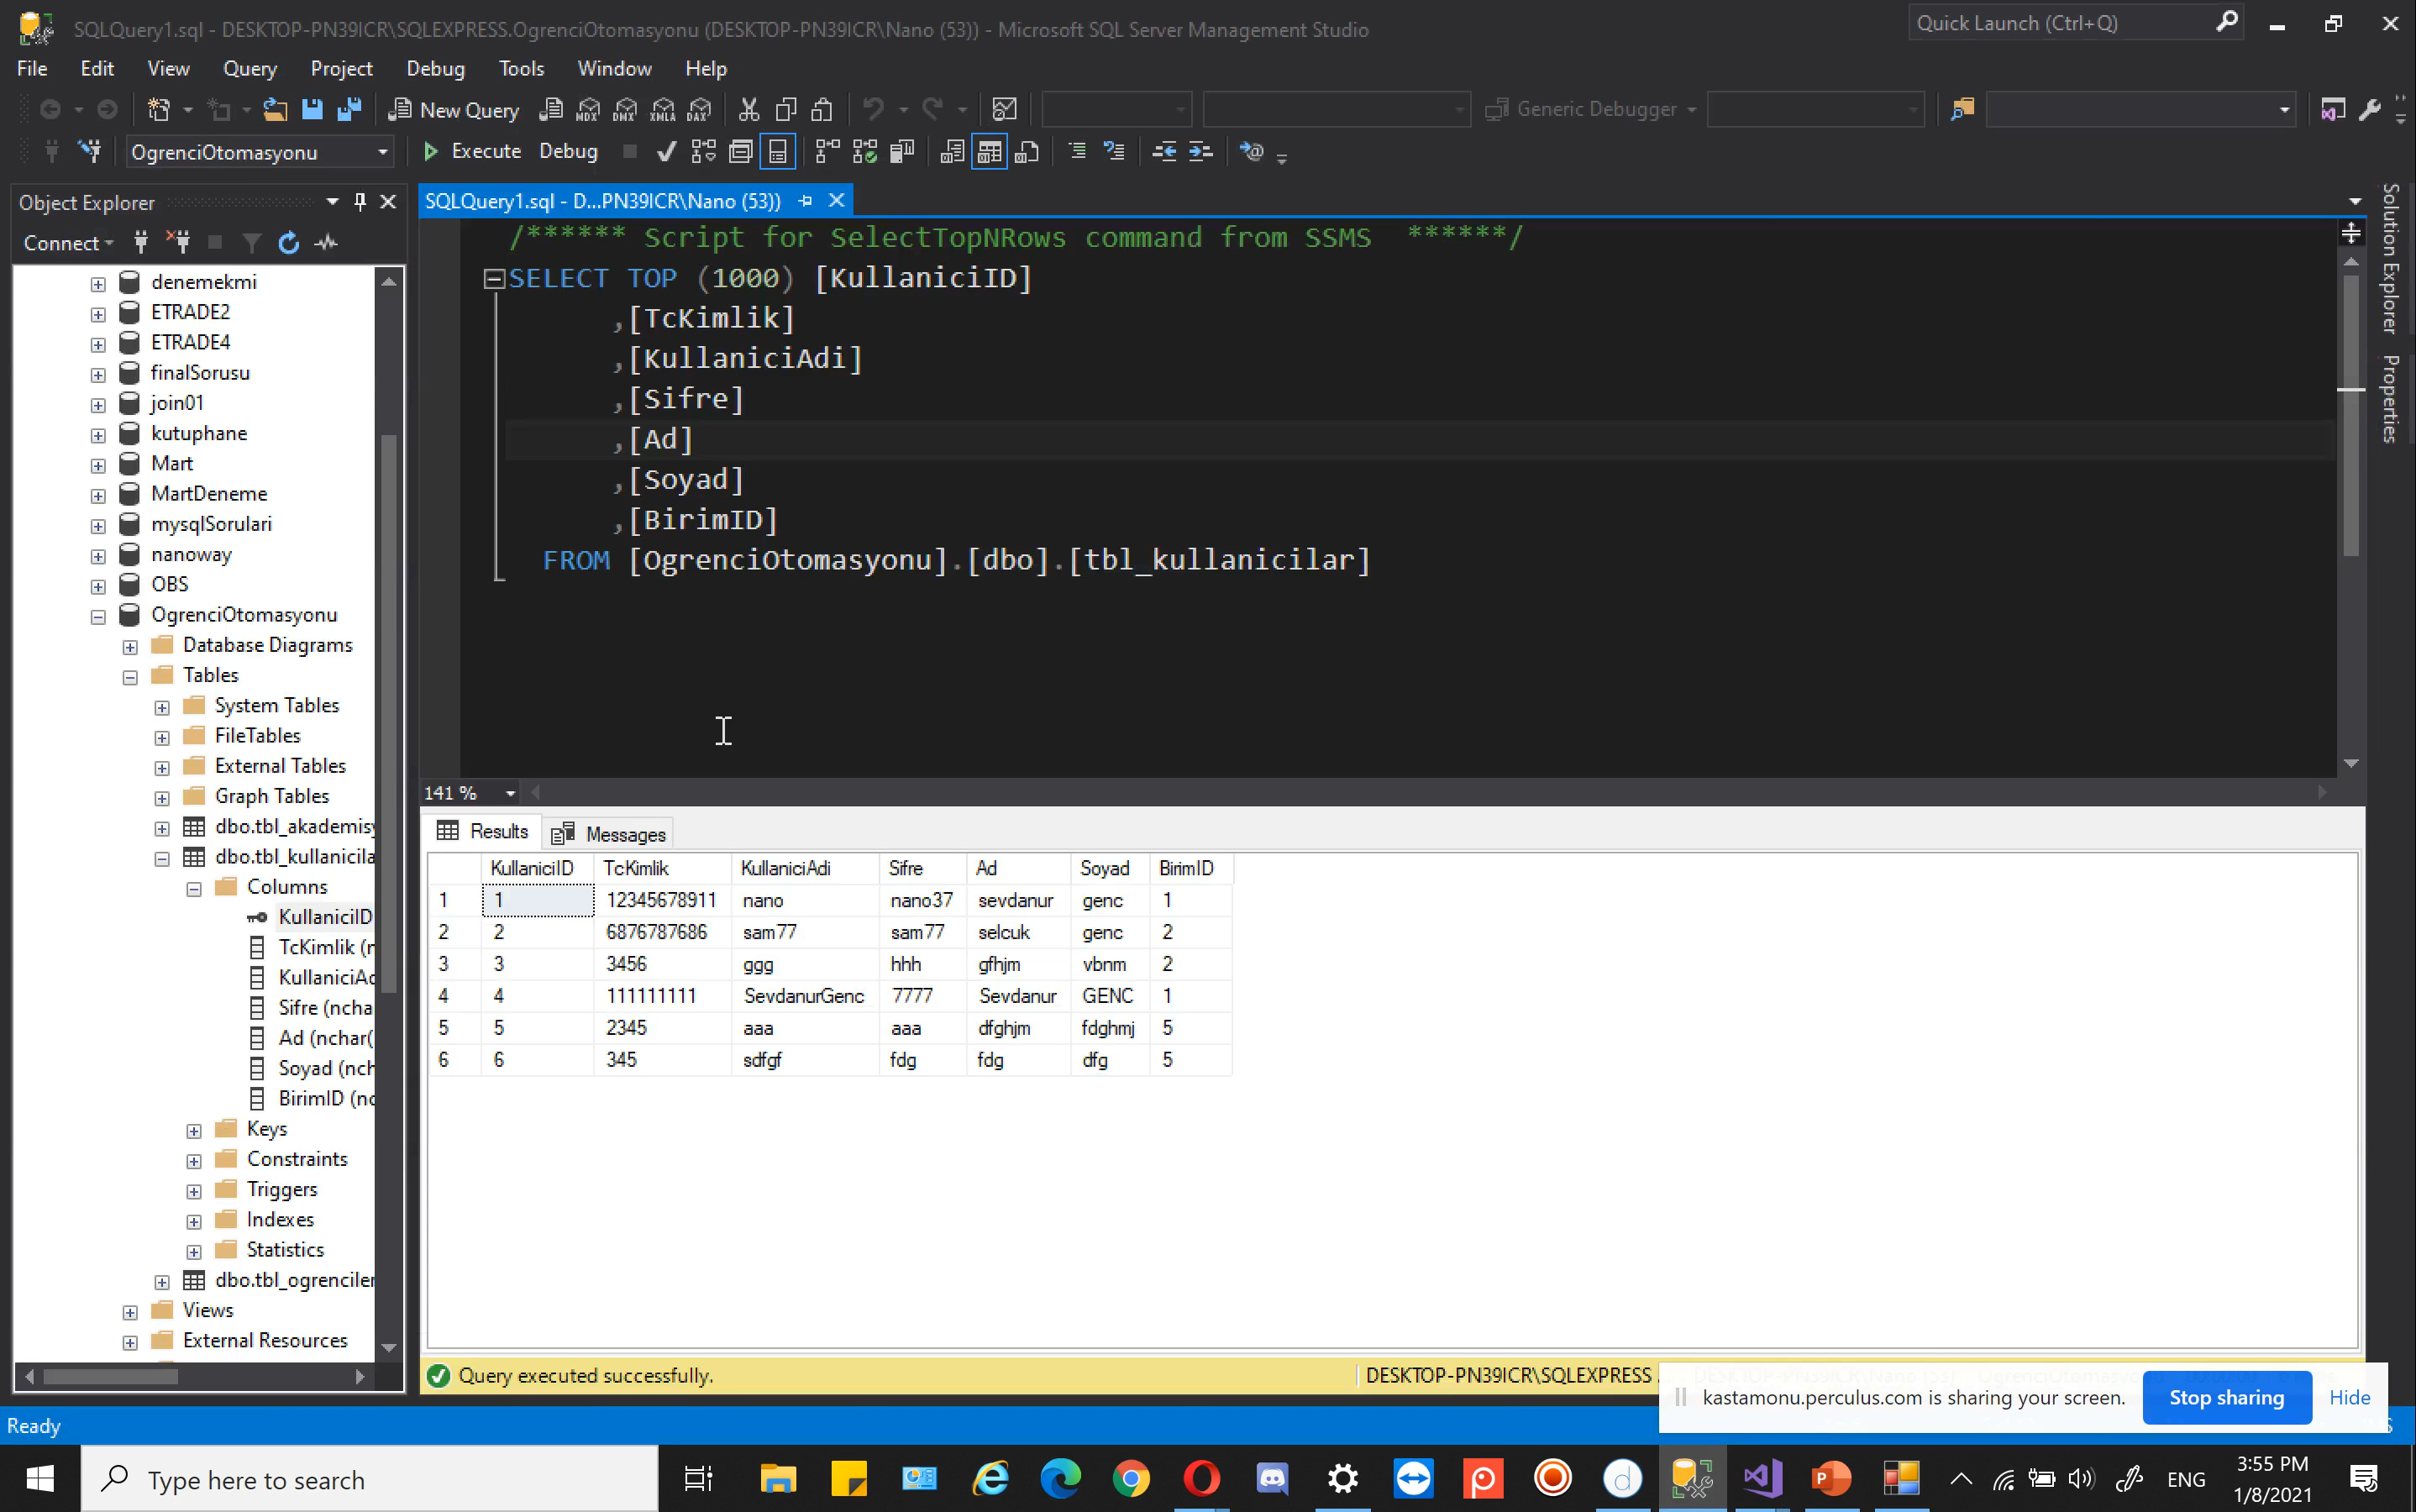 SQLQuery1.sql - DESKTOP-PN39ICR\SQLEXPRESS.OgrenciOtomasyonu (DESKTOP-PN39ICR\Nano (53)) - Microsoft SQL Server Management Studio
Quick Launch (Ctrl+Q)
File Edit View Query Project Debug Tools Window Help
New Query MDX DMX XMLA DAX Generic Debugger
OgrenciOtomasyonu Execute Debug
Object Explorer
Connect
denemekmi
ETRADE2
ETRADE4
finalSorusu
join01
kutuphane
Mart
MartDeneme
mysqlSorulari
nanoway
OBS
OgrenciOtomasyonu
Database Diagrams
Tables
System Tables
FileTables
External Tables
Graph Tables
dbo.tbl_akademisy
dbo.tbl_kullanicila
Columns
KullaniciID
TcKimlik (n
KullaniciAd
Sifre (ncha
Ad (nchar(
Soyad (nch
BirimID (nc
Keys
Constraints
Triggers
Indexes
Statistics
dbo.tbl_ogrenciler
Views
External Resources
SQLQuery1.sql - D...PN39ICR\Nano (53))
/****** Script for SelectTopNRows command from SSMS ******/
SELECT TOP (1000) [KullaniciID]
,[TcKimlik]
,[KullaniciAdi]
,[Sifre]
,[Ad]
,[Soyad]
,[BirimID]
FROM [OgrenciOtomasyonu].[dbo].[tbl_kullanicilar]
141 %
Results Messages
KullaniciID TcKimlik KullaniciAdi Sifre Ad Soyad BirimID
1 1 12345678911 nano nano37 sevdanur genc 1
2 2 6876787686 sam77 sam77 selcuk genc 2
3 3 3456 ggg hhh gfhjm vbnm 2
4 4 111111111 SevdanurGenc 7777 Sevdanur GENC 1
5 5 2345 aaa aaa dfghjm fdghmj 5
6 6 345 sdfgf fdg fdg dfg 5
Query executed successfully.
DESKTOP-PN39ICR\SQLEXPRESS
Solution Explorer
Properties
kastamonu.perculus.com is sharing your screen. Stop sharing Hide
Ready
Type here to search
ENG
3:55 PM
1/8/2021